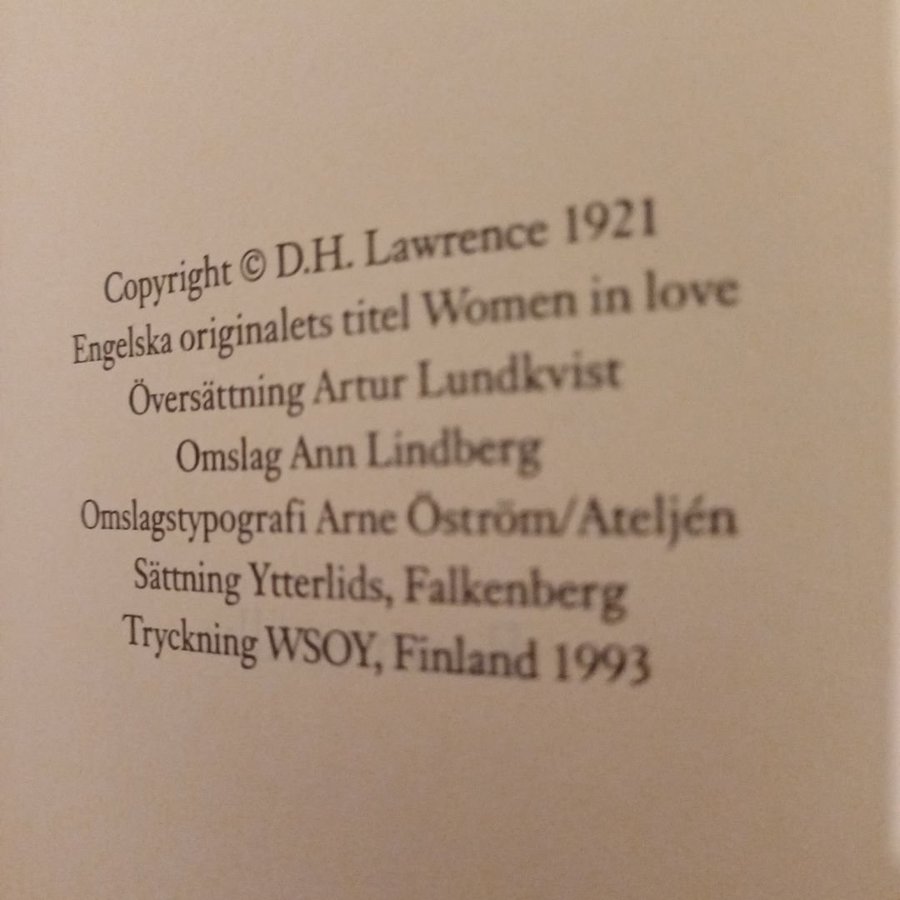 Copyright © D.H. Lawrence 1921
Engelska originalets titel Women in love
Översättning Artur Lundkvist
Omslag Ann Lindberg
Omslagstypografi Arne Öström/Ateljén
Sättning Ytterlids, Falkenberg
Tryckning WSOY, Finland 1993